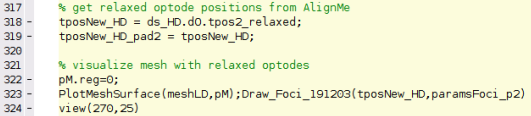 317 % get relaxed optode positions from AlignMe
318 - tposNew_HD = ds_HD.dO.tpos2_relaxed;
319 - tposNew_HD_pad2 = tposNew_HD;
320
321 % visualize mesh with relaxed optodes
322 - pM.reg=0;
323 - PlotMeshSurface(meshLD,pM);Draw_Foci_191203(tposNew_HD,paramsFoci_p2)
324 - view(270,25)